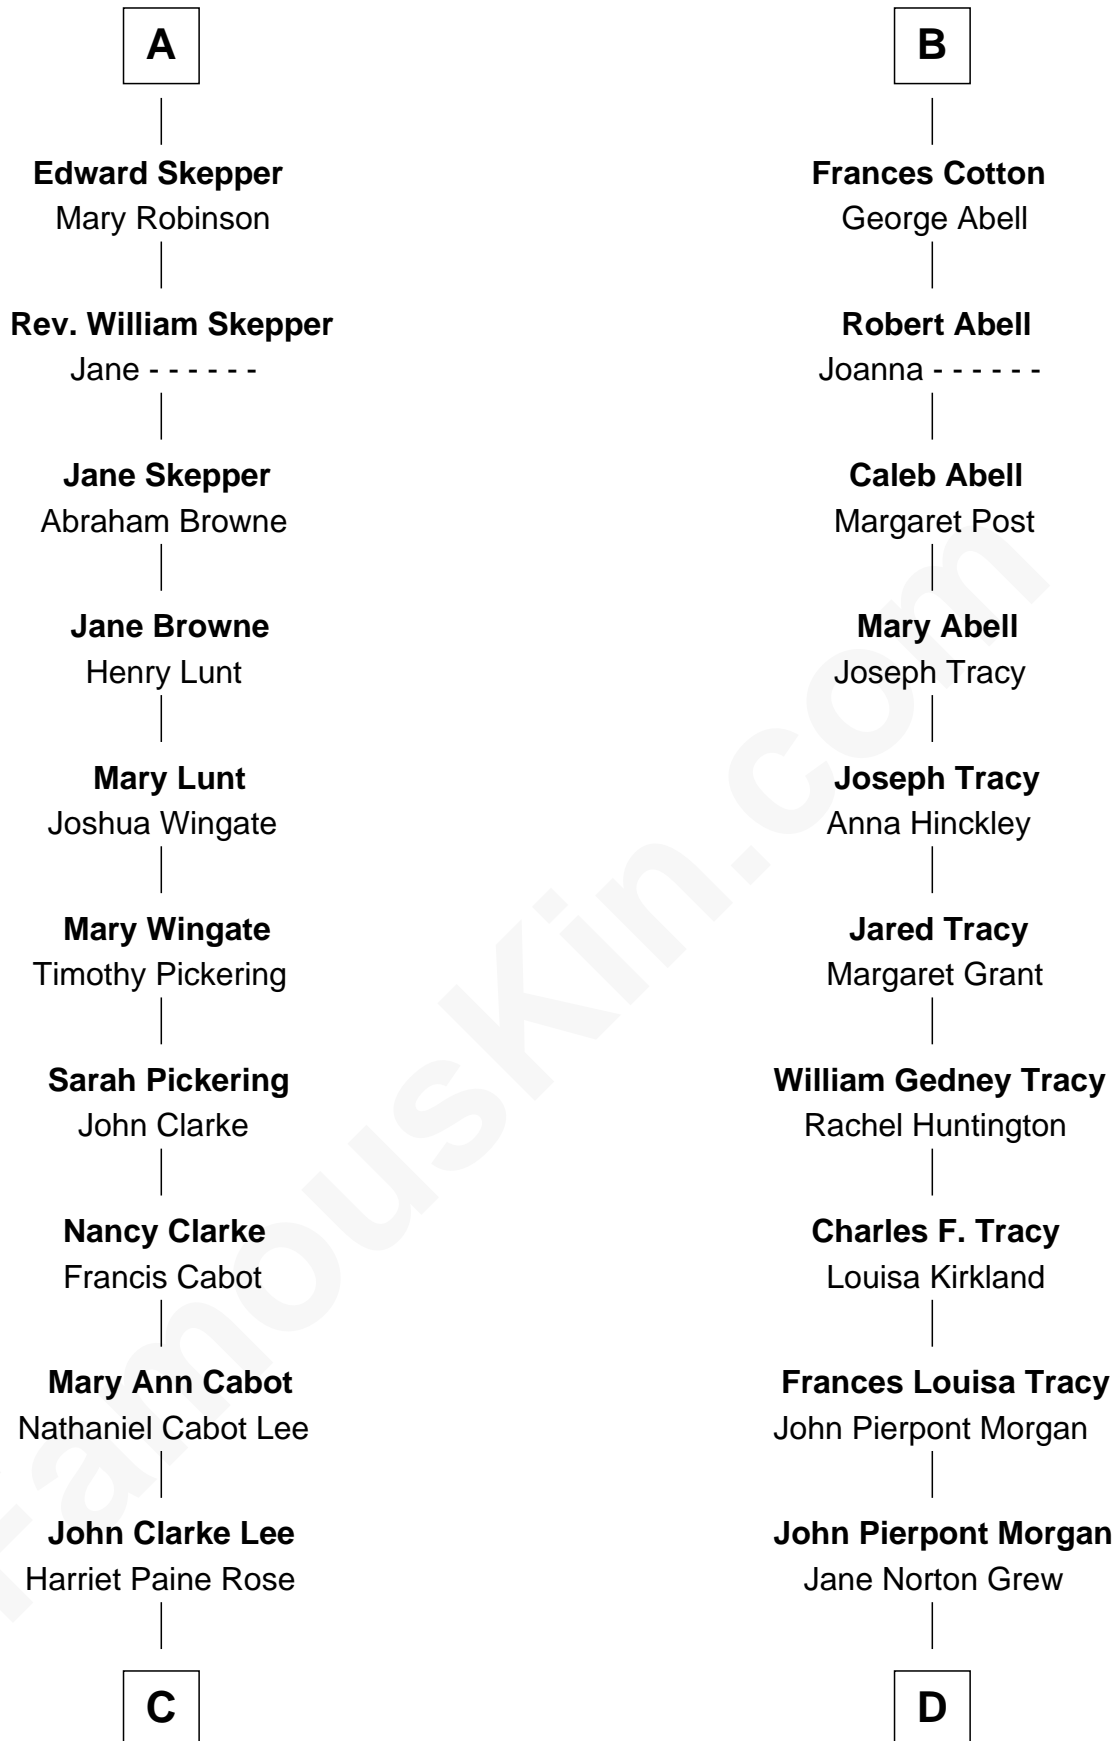 A
Edward Skepper
Mary Robinson
Rev. William Skepper
Jane - - - - - -
Jane Skepper
Abraham Browne
Jane Browne
Henry Lunt
Mary Lunt
Joshua Wingate
Mary Wingate
Timothy Pickering
Sarah Pickering
John Clarke
Nancy Clarke
Francis Cabot
Mary Ann Cabot
Nathaniel Cabot Lee
John Clarke Lee
Harriet Paine Rose
C
B
Frances Cotton
George Abell
Robert Abell
Joanna - - - - - -
Caleb Abell
Margaret Post
Mary Abell
Joseph Tracy
Joseph Tracy
Anna Hinckley
Jared Tracy
Margaret Grant
William Gedney Tracy
Rachel Huntington
Charles F. Tracy
Louisa Kirkland
Frances Louisa Tracy
John Pierpont Morgan
John Pierpont Morgan
Jane Norton Grew
D
FamousKin.com